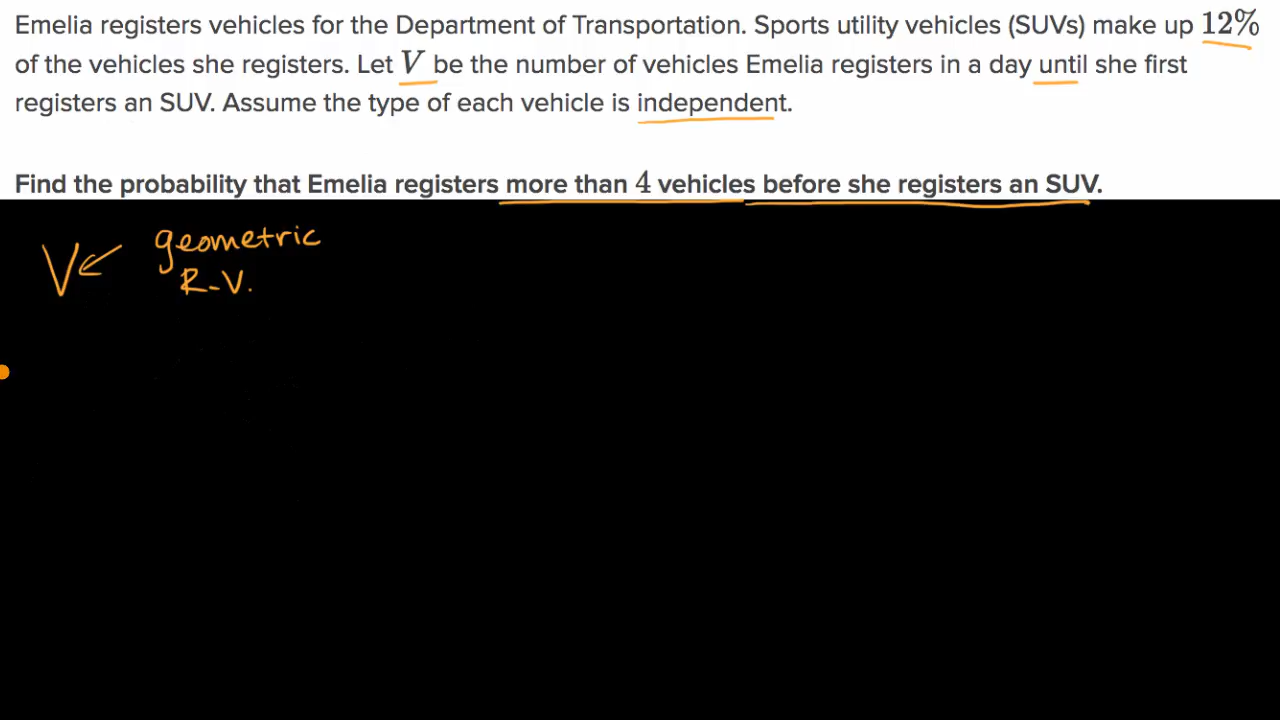 Emelia registers vehicles for the Department of Transportation. Sports utility vehicles (SUVs) make up 12%
of the vehicles she registers. Let V be the number of vehicles Emelia registers in a day until she first
registers an SUV. Assume the type of each vehicle is independent.
Find the probability that Emelia registers more than 4 vehicles before she registers an SUV.
V geometric
R-V.